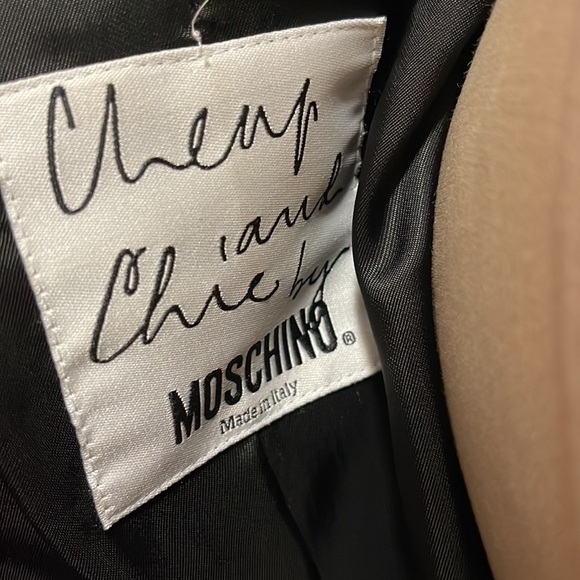 Cheap
and
Chic by
MOSCHINO®
Made in Italy